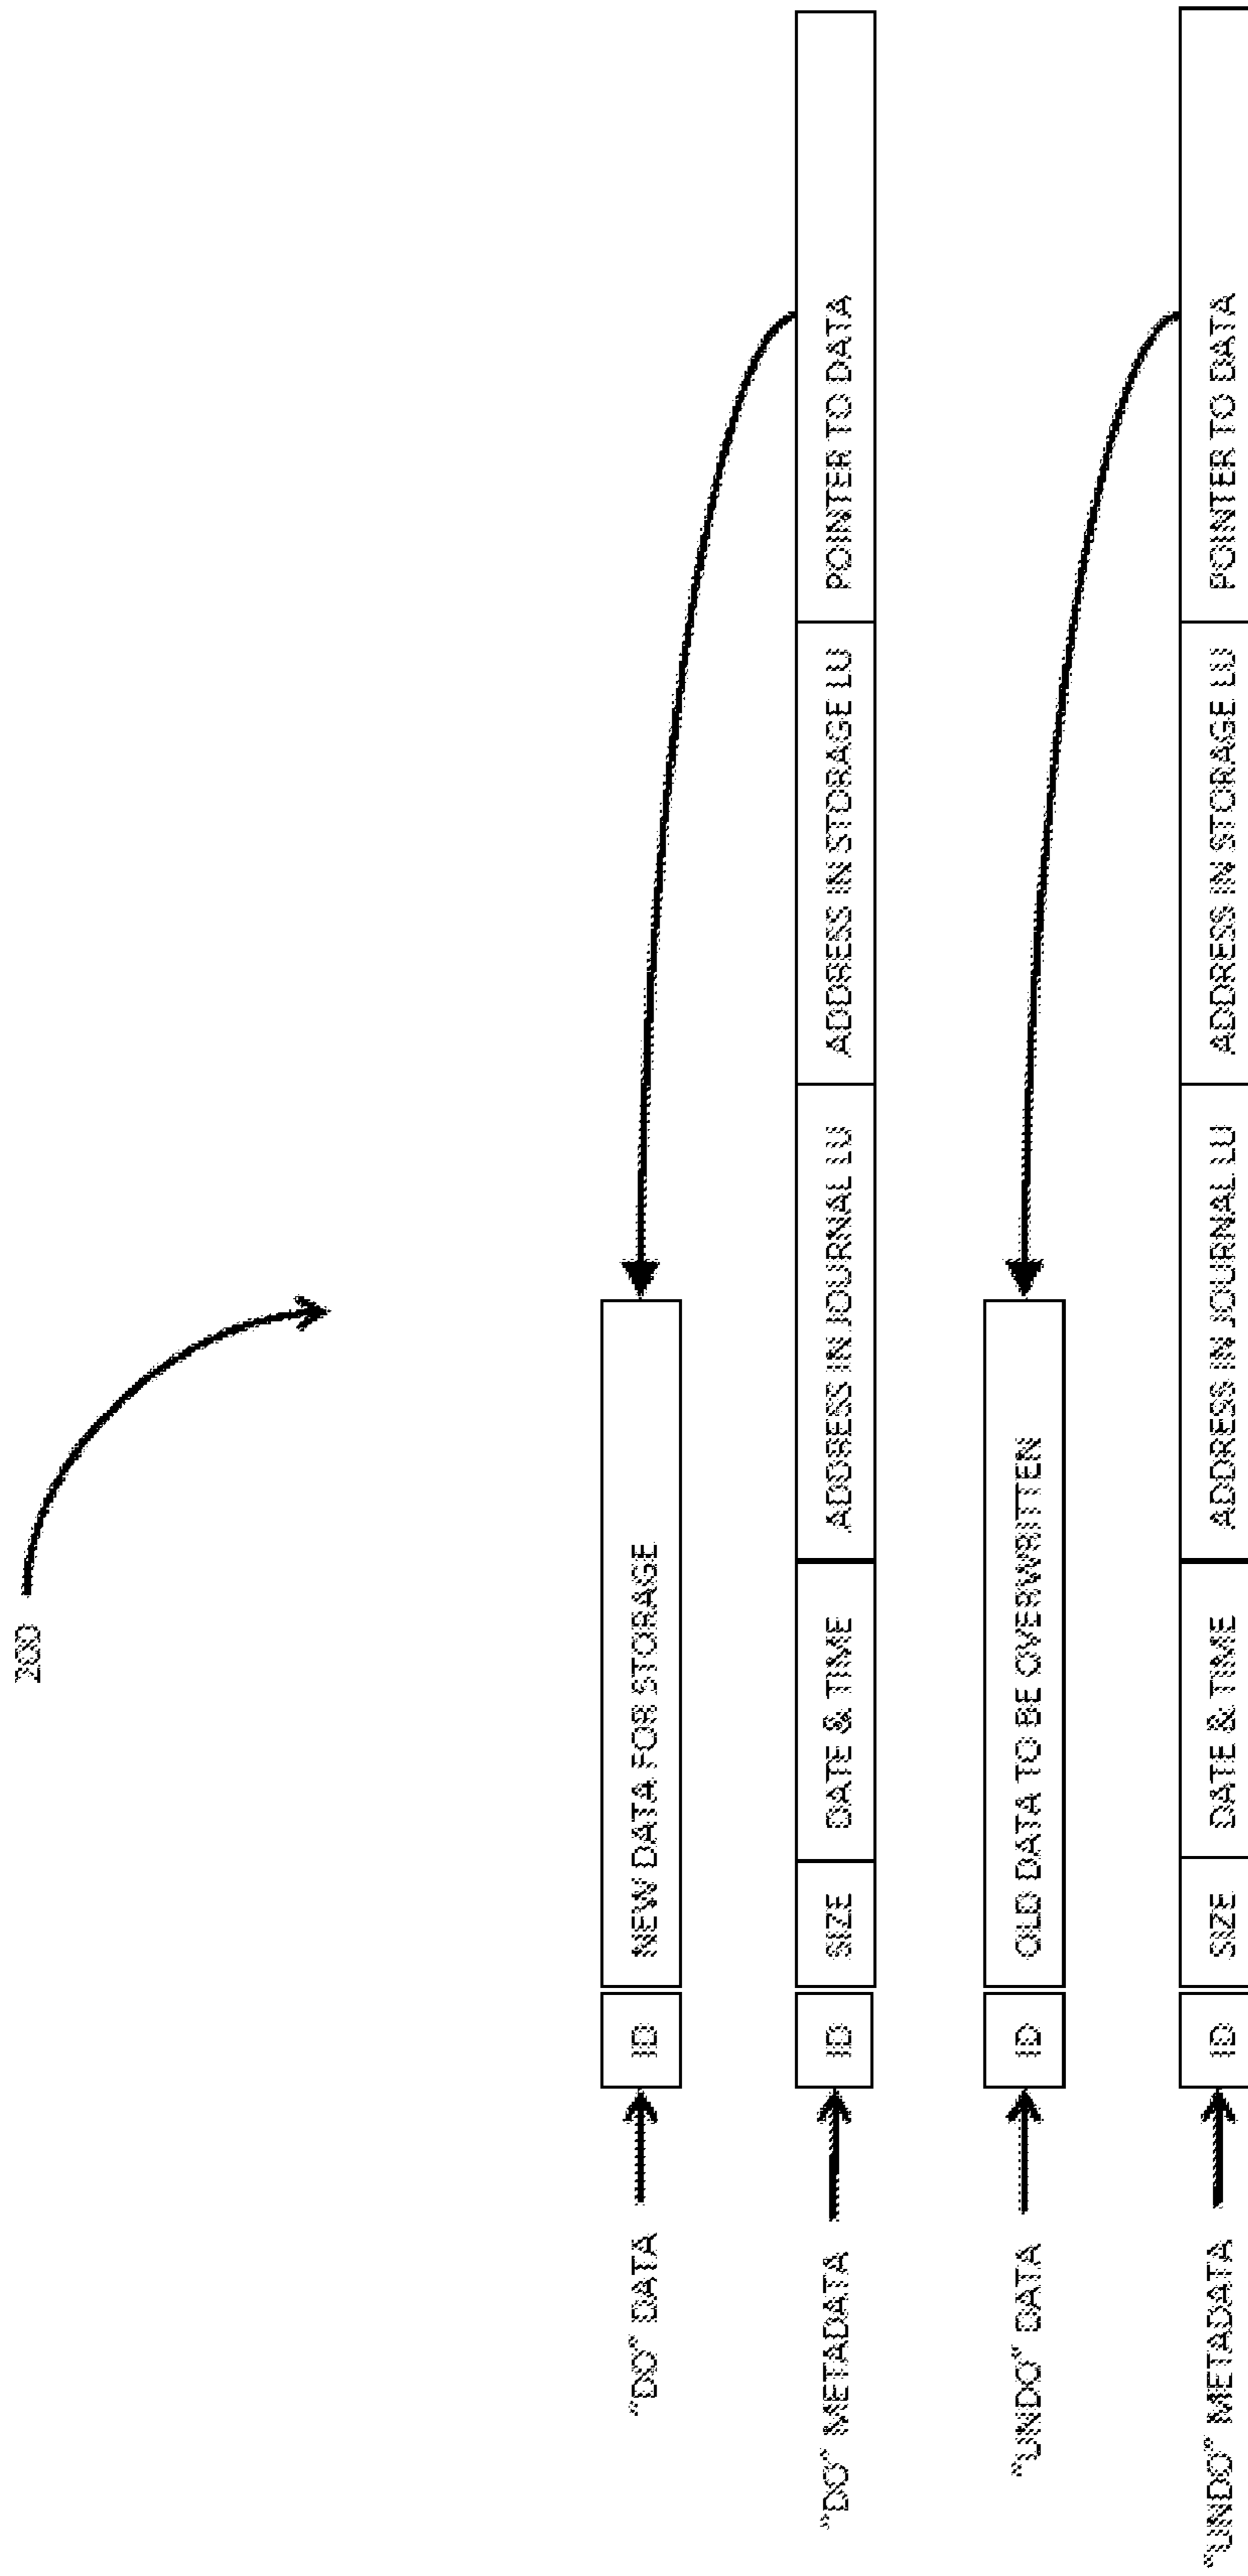 200
"DO" DATA
ID
NEW DATA FOR STORAGE
"DO" METADATA
ID
SIZE
DATE & TIME
ADDRESS IN JOURNAL LU
ADDRESS IN STORAGE LU
POINTER TO DATA
"UNDO" DATA
ID
OLD DATA TO BE OVERWRITTEN
"UNDO" METADATA
ID
SIZE
DATE & TIME
ADDRESS IN JOURNAL LU
ADDRESS IN STORAGE LU
POINTER TO DATA